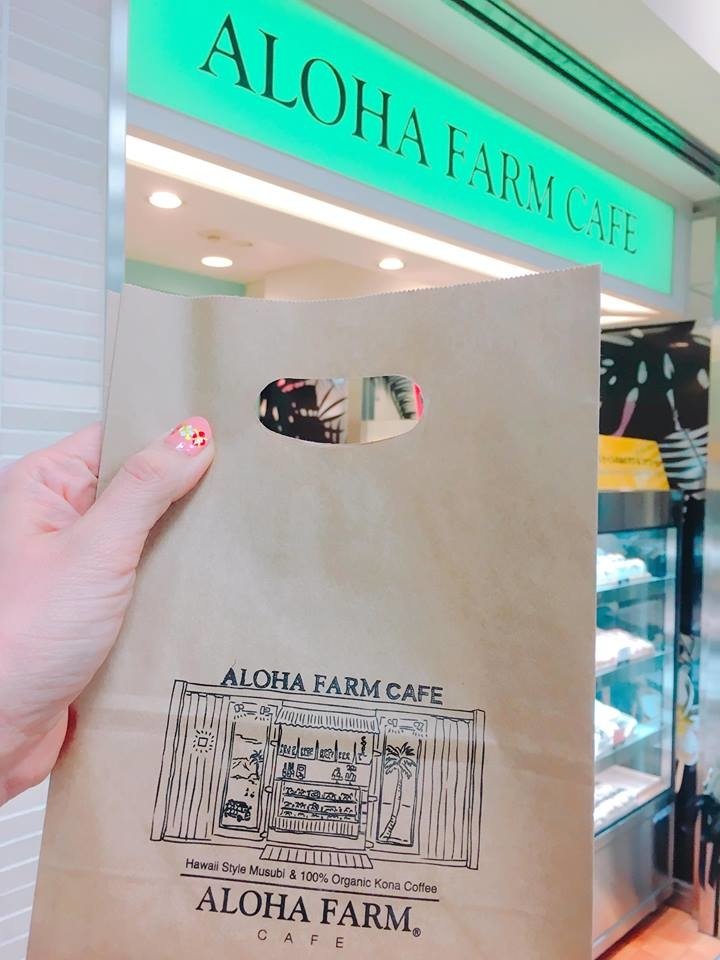 ALOHA FARM CAFE
ALOHA FARM CAFE
Hawaii Style Musubi & 100% Organic Kona Coffee
ALOHA FARM®
CAFE